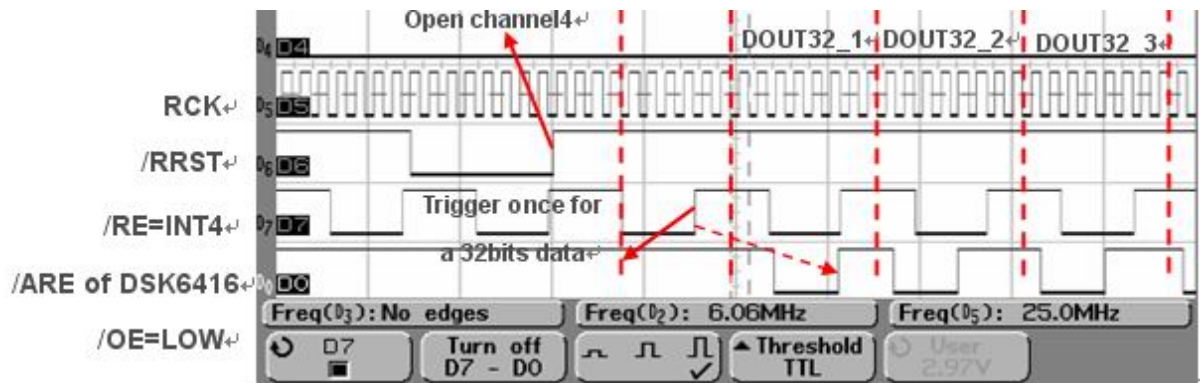 Open channel4↵
D4 D4
DOUT32_1↵ DOUT32_2↵ DOUT32_3↵
RCK↵
D5 D5
/RRST↵
D6 D6
/RE=INT4↵
D7 D7
Trigger once for
a 32bits data↵
/ARE of DSK6416↵
D0 D0
/OE=LOW↵
Freq(D3):No edges
Freq(D2): 6.06MHz
Freq(D5): 25.0MHz
D7
Turn off
D7 - D0
Threshold
TTL
User
2.97V